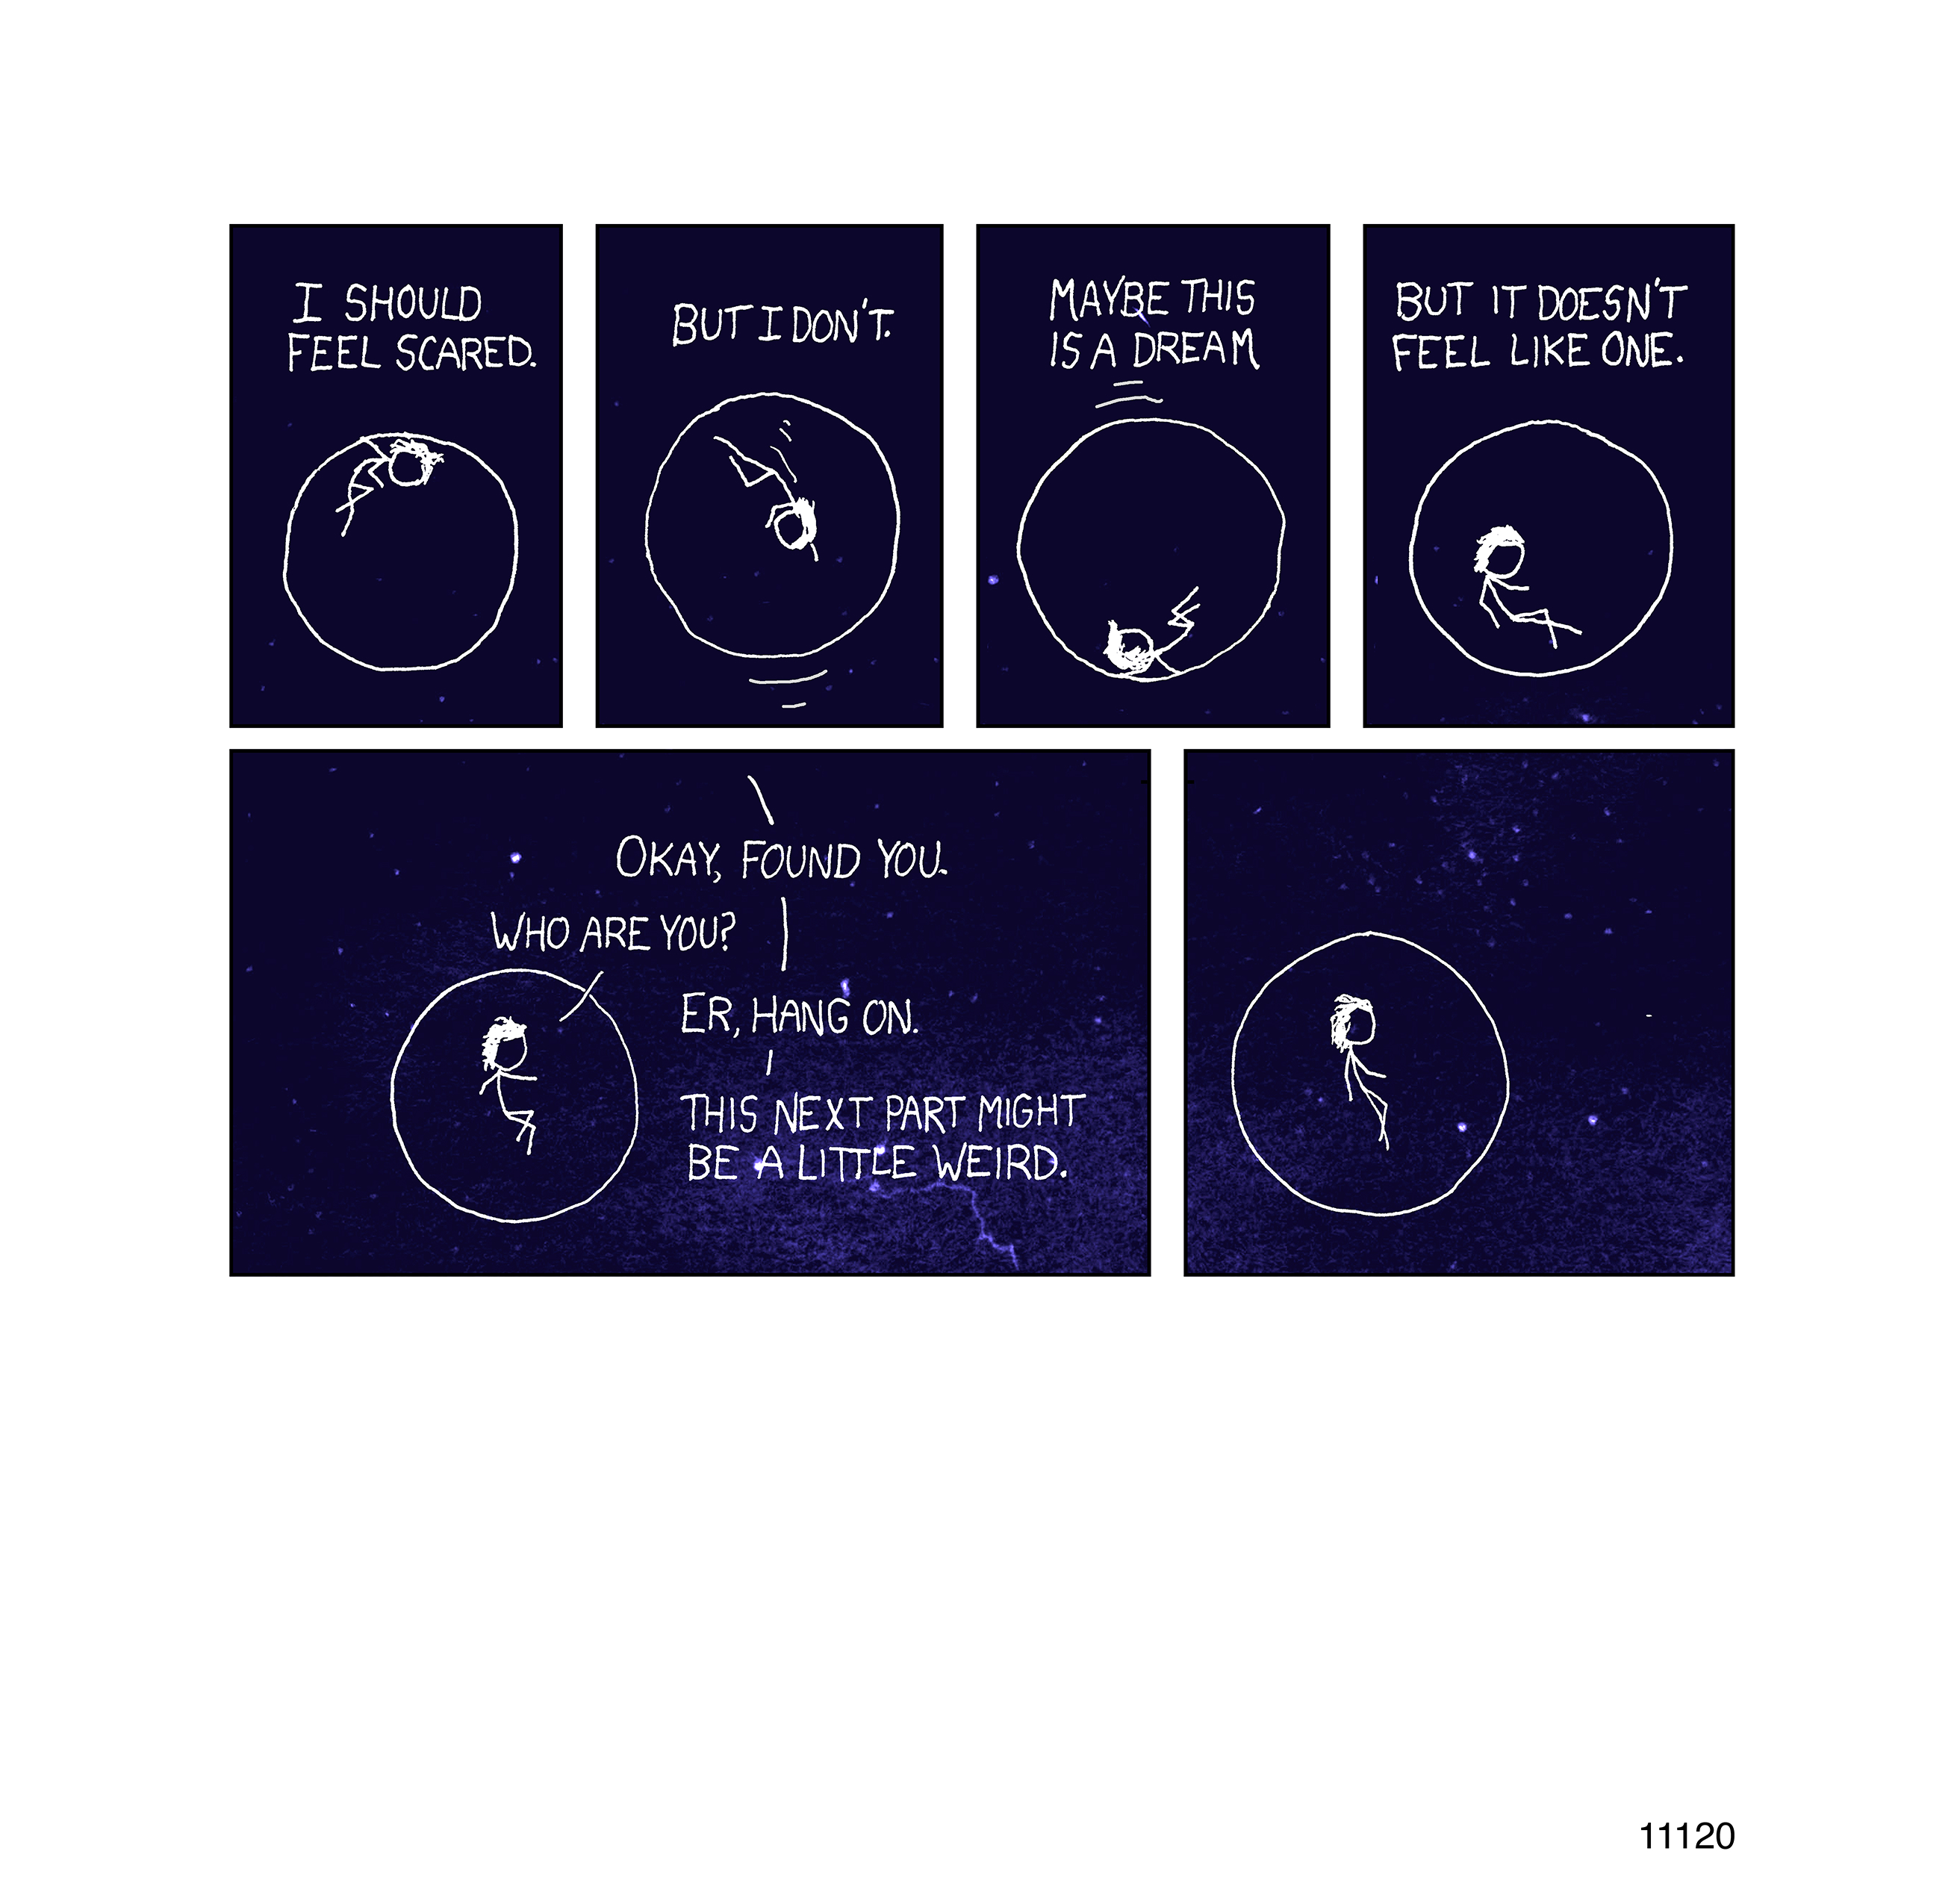 I SHOULD
FEEL SCARED.
BUT I DON'T.
MAYBE THIS
IS A DREAM
BUT IT DOESN'T
FEEL LIKE ONE.
OKAY, FOUND YOU.
WHO ARE YOU?
ER, HANG ON.
THIS NEXT PART MIGHT
BE A LITTLE WEIRD.
11120